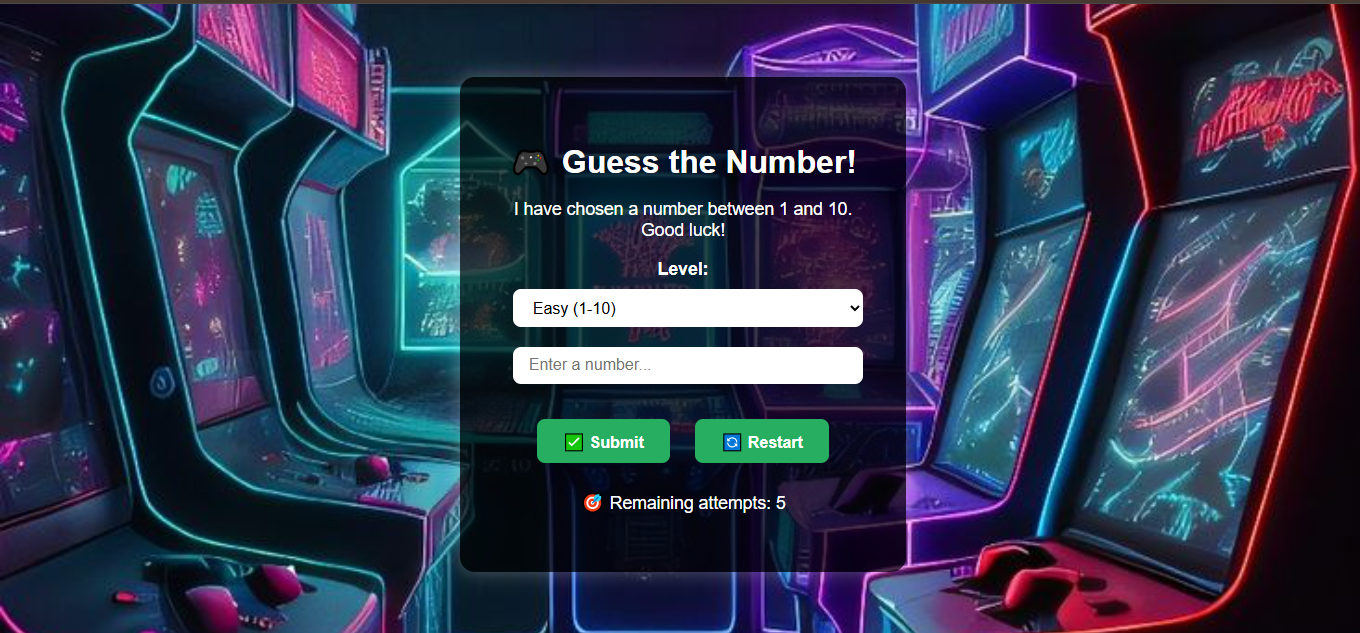 🎮 Guess the Number!
I have chosen a number between 1 and 10.
Good luck!
Level:
Easy (1-10)
Enter a number...
✅ Submit
🔄 Restart
🎯 Remaining attempts: 5